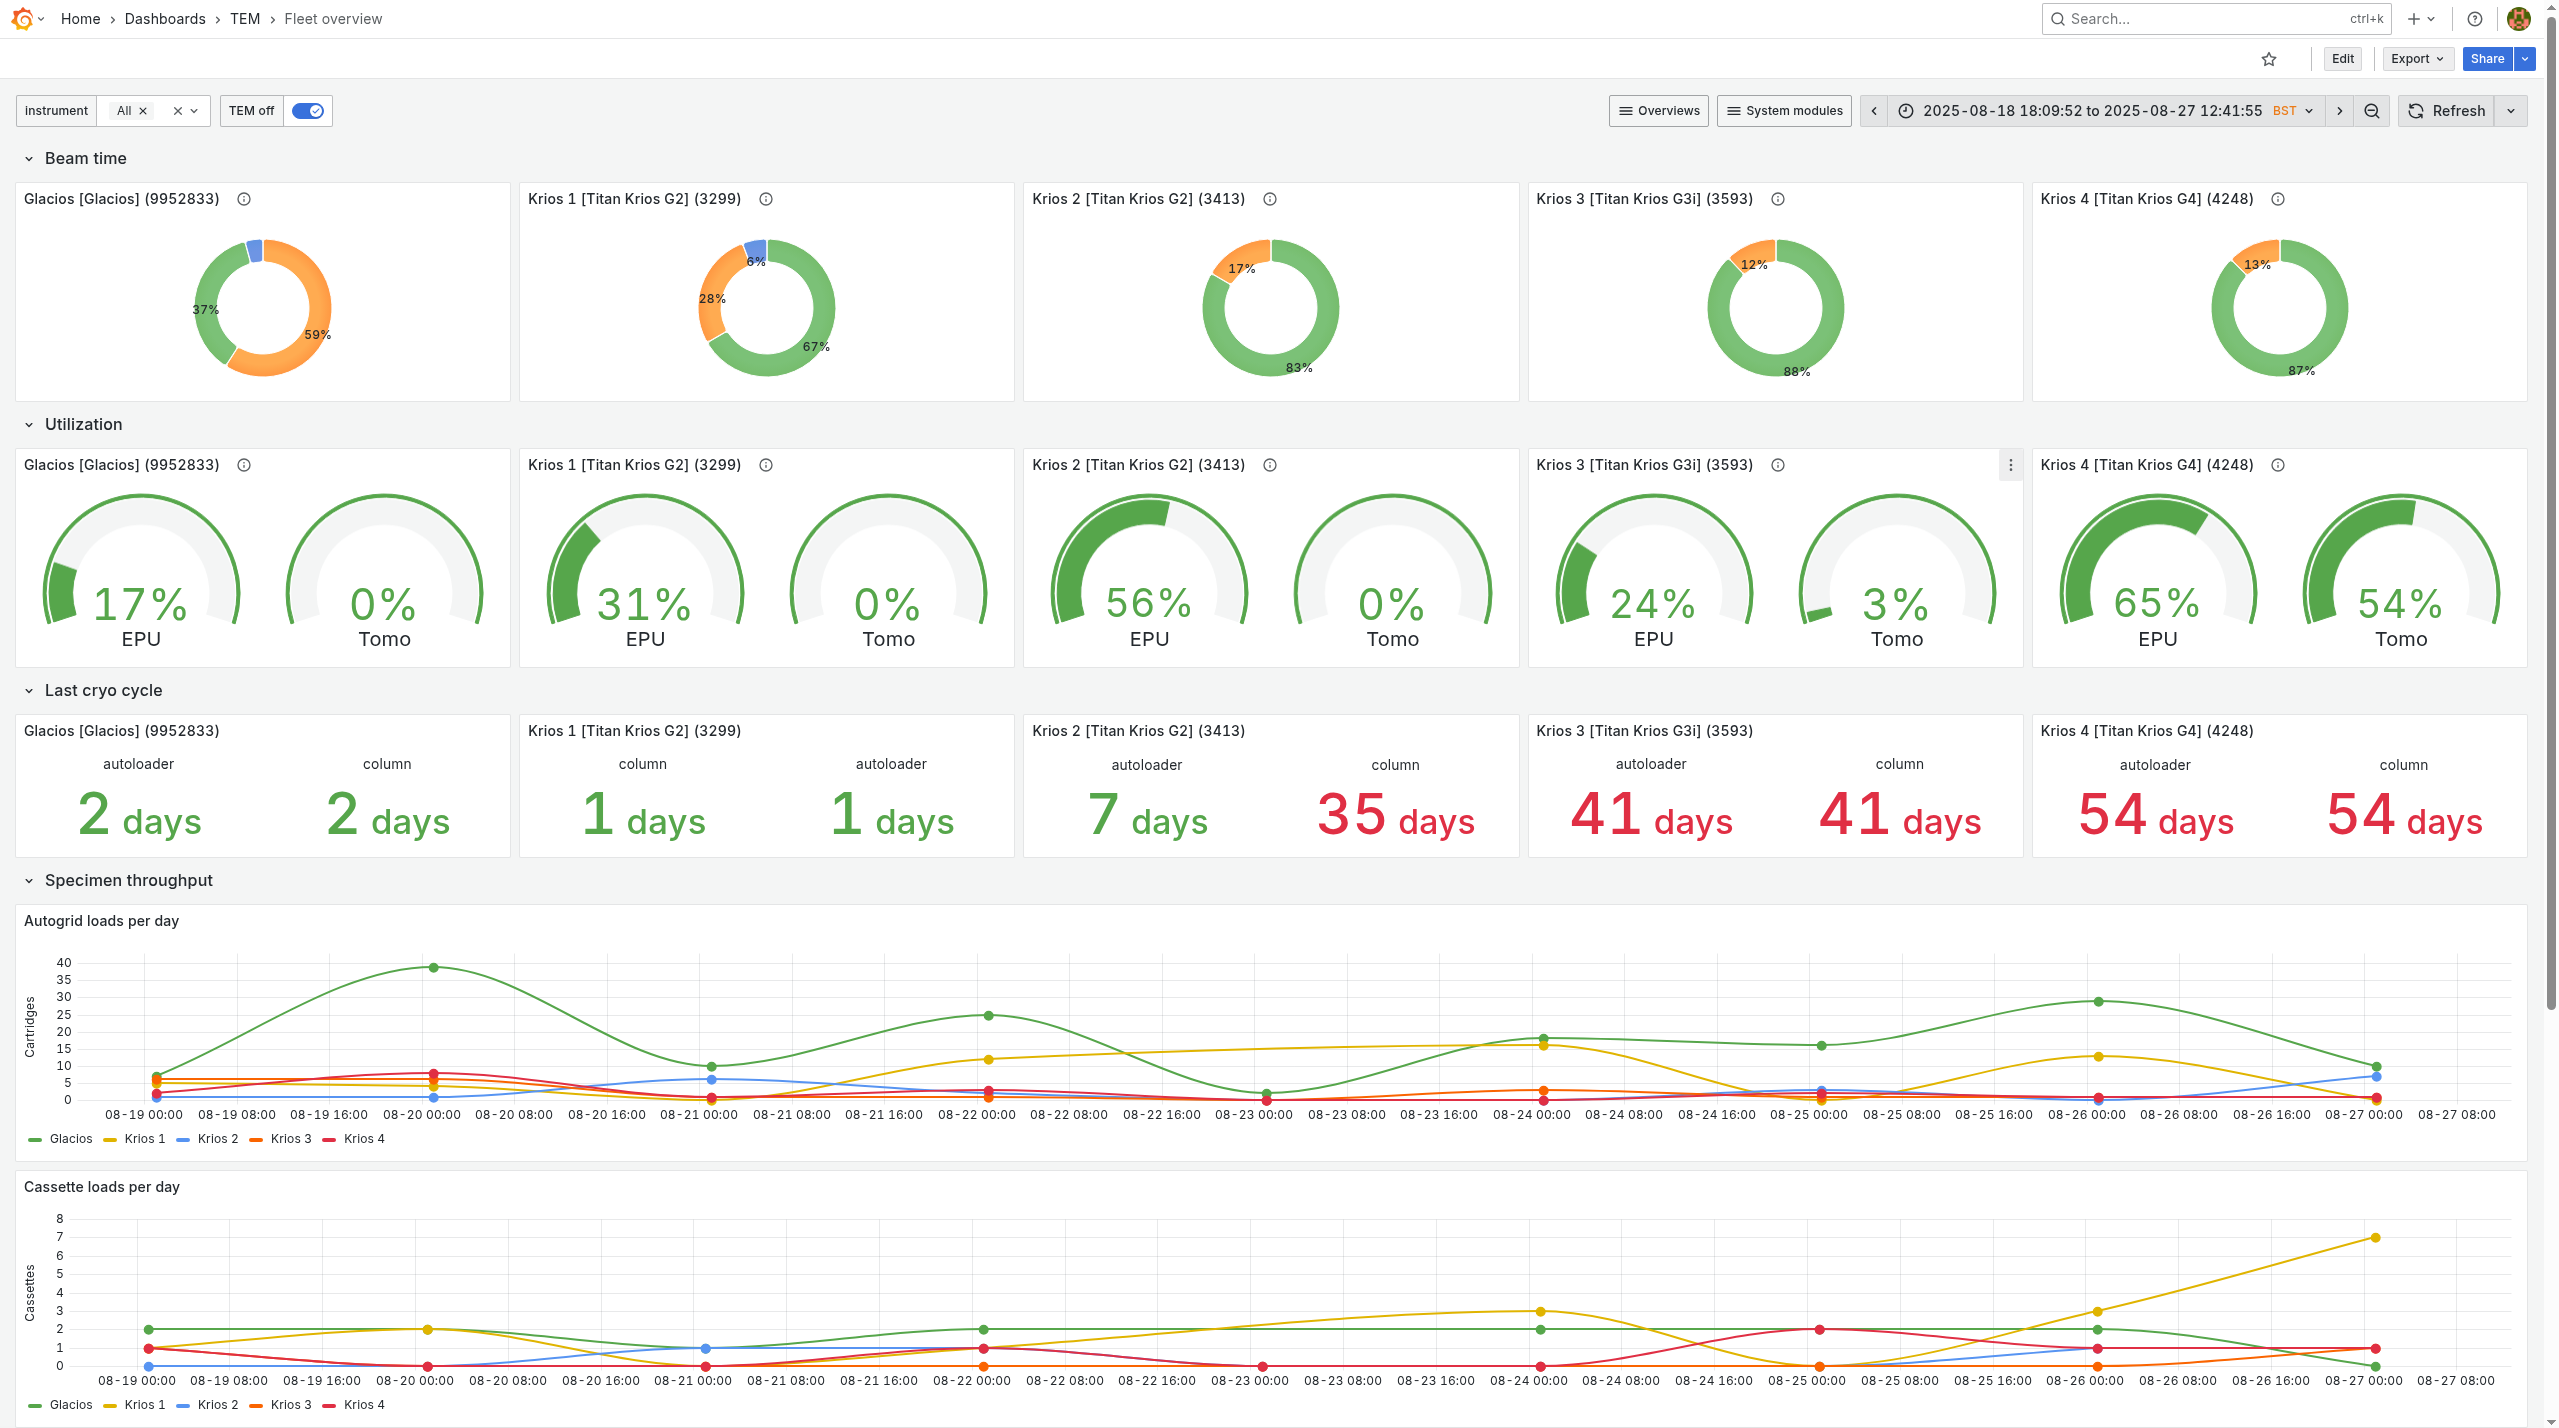 Home > Dashboards > TEM > Fleet overview
Search... ctrl+k
Edit Export Share
instrument All TEM off Overviews System modules 2025-08-18 18:09:52 to 2025-08-27 12:41:55 BST Refresh
Beam time
Glacios [Glacios] (9952833) Krios 1 [Titan Krios G2] (3299) Krios 2 [Titan Krios G2] (3413) Krios 3 [Titan Krios G3i] (3593) Krios 4 [Titan Krios G4] (4248)
37% 59% 6% 28% 67% 17% 83% 12% 88% 13% 87%
Utilization
Glacios [Glacios] (9952833) Krios 1 [Titan Krios G2] (3299) Krios 2 [Titan Krios G2] (3413) Krios 3 [Titan Krios G3i] (3593) Krios 4 [Titan Krios G4] (4248)
17% 0% 31% 0% 56% 0% 24% 3% 65% 54%
EPU Tomo EPU Tomo EPU Tomo EPU Tomo EPU Tomo
Last cryo cycle
Glacios [Glacios] (9952833) Krios 1 [Titan Krios G2] (3299) Krios 2 [Titan Krios G2] (3413) Krios 3 [Titan Krios G3i] (3593) Krios 4 [Titan Krios G4] (4248)
autoloader column column autoloader autoloader column autoloader column autoloader column
2 days 2 days 1 days 1 days 7 days 35 days 41 days 41 days 54 days 54 days
Specimen throughput
Autogrid loads per day
Cartridges
40
35
30
25
20
15
10
5
0
08-19 00:00 08-19 08:00 08-19 16:00 08-20 00:00 08-20 08:00 08-20 16:00 08-21 00:00 08-21 08:00 08-21 16:00 08-22 00:00 08-22 08:00 08-22 16:00 08-23 00:00 08-23 08:00 08-23 16:00 08-24 00:00 08-24 08:00 08-24 16:00 08-25 00:00 08-25 08:00 08-25 16:00 08-26 00:00 08-26 08:00 08-26 16:00 08-27 00:00 08-27 08:00
Glacios Krios 1 Krios 2 Krios 3 Krios 4
Cassette loads per day
Cassettes
8
7
6
5
4
3
2
1
0
08-19 00:00 08-19 08:00 08-19 16:00 08-20 00:00 08-20 08:00 08-20 16:00 08-21 00:00 08-21 08:00 08-21 16:00 08-22 00:00 08-22 08:00 08-22 16:00 08-23 00:00 08-23 08:00 08-23 16:00 08-24 00:00 08-24 08:00 08-24 16:00 08-25 00:00 08-25 08:00 08-25 16:00 08-26 00:00 08-26 08:00 08-26 16:00 08-27 00:00 08-27 08:00
Glacios Krios 1 Krios 2 Krios 3 Krios 4